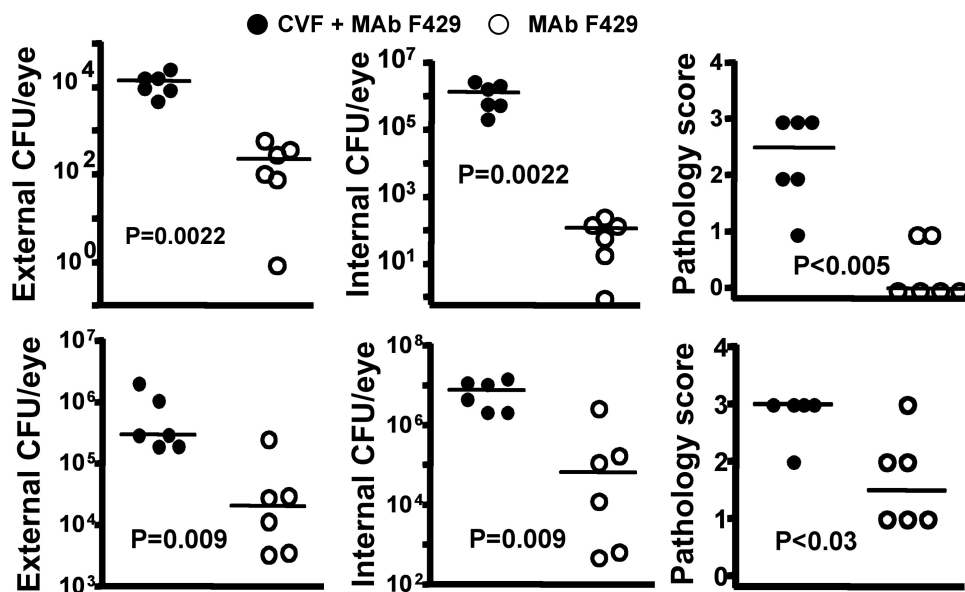 CVF + MAb F429
MAb F429
External CFU/eye
10^4
10^2
10^0
P=0.0022
Internal CFU/eye
10^7
10^5
10^3
10^1
P=0.0022
Pathology score
4
3
2
1
0
P<0.005
External CFU/eye
10^7
10^6
10^5
10^4
10^3
P=0.009
Internal CFU/eye
10^8
10^6
10^4
10^2
P=0.009
Pathology score
4
3
2
1
0
P<0.03